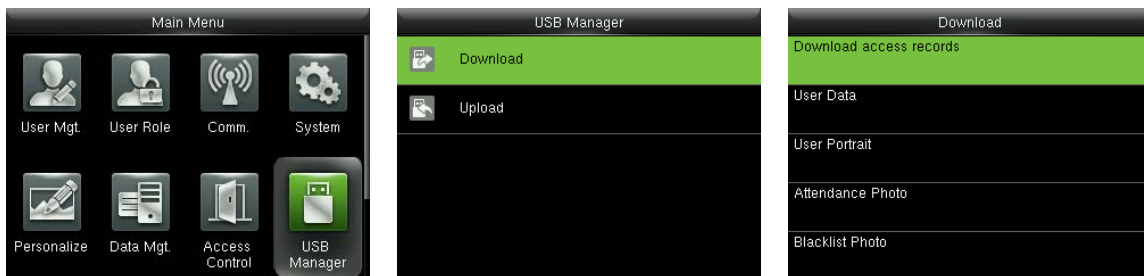 Main Menu
User Mgt.
User Role
Comm.
System
Personalize
Data Mgt.
Access
Control
USB
Manager
USB Manager
Download
Upload
Download
Download access records
User Data
User Portrait
Attendance Photo
Blacklist Photo